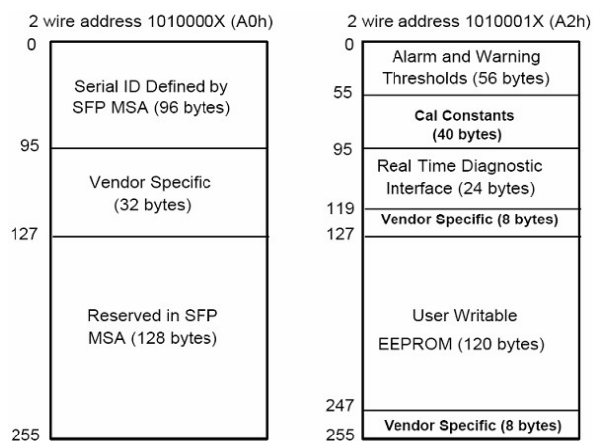 2 wire address 1010000X (A0h)
0
Serial ID Defined by
SFP MSA (96 bytes)
95
Vendor Specific
(32 bytes)
127
Reserved in SFP
MSA (128 bytes)
255
2 wire address 1010001X (A2h)
0
Alarm and Warning
Thresholds (56 bytes)
55
Cal Constants
(40 bytes)
95
Real Time Diagnostic
Interface (24 bytes)
119
Vendor Specific (8 bytes)
127
User Writable
EEPROM (120 bytes)
247
Vendor Specific (8 bytes)
255